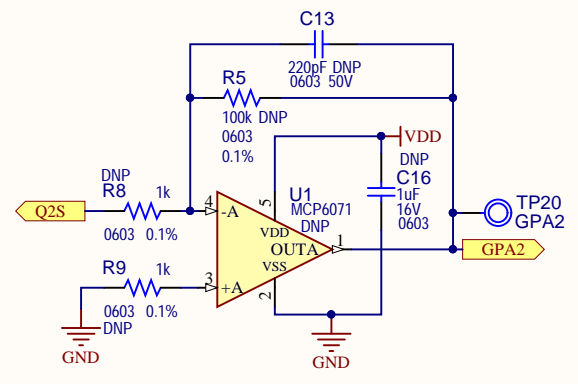 C13
220pF DNP
0603 50V
R5
100k DNP
0603
0.1%
VDD
DNP
C16
1uF
16V
0603
DNP
R8 1k
Q2S
0603 0.1%
4
-A
5
VDD
U1
MCP6071
DNP
OUTA
1
VSS
2
TP20
GPA2
GPA2
R9 1k
3
+A
0603 0.1%
DNP
GND
GND